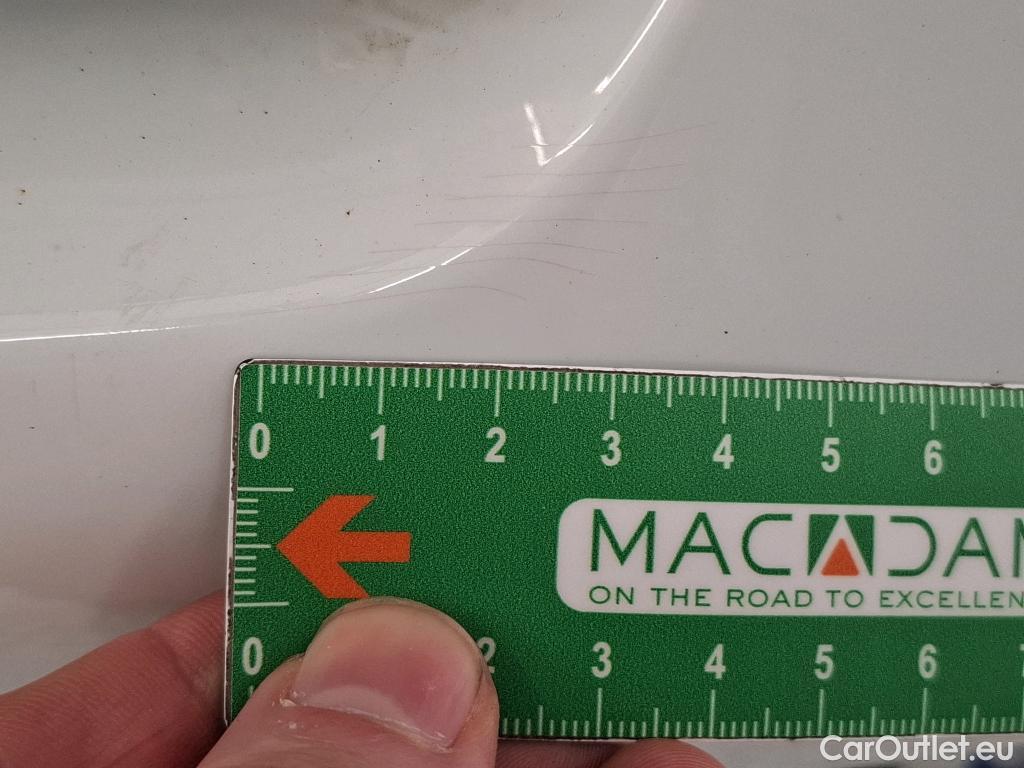 0 1 2 3 4 5 6
MACADAM
ON THE ROAD TO EXCELLEN
0 2 3 4 5 6
CarOutlet.eu